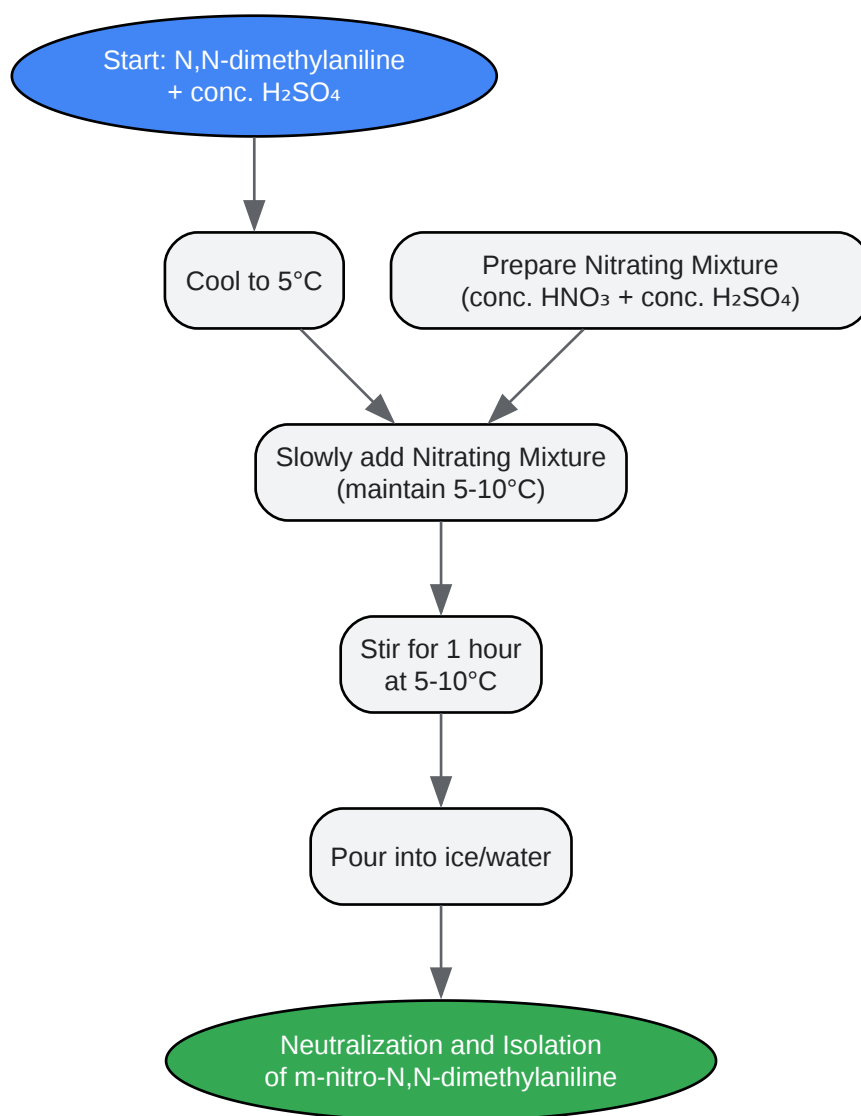 Start: N,N-dimethylaniline
+ conc. H₂SO₄
Cool to 5°C
Prepare Nitrating Mixture
(conc. HNO₃ + conc. H₂SO₄)
Slowly add Nitrating Mixture
(maintain 5-10°C)
Stir for 1 hour
at 5-10°C
Pour into ice/water
Neutralization and Isolation
of m-nitro-N,N-dimethylaniline